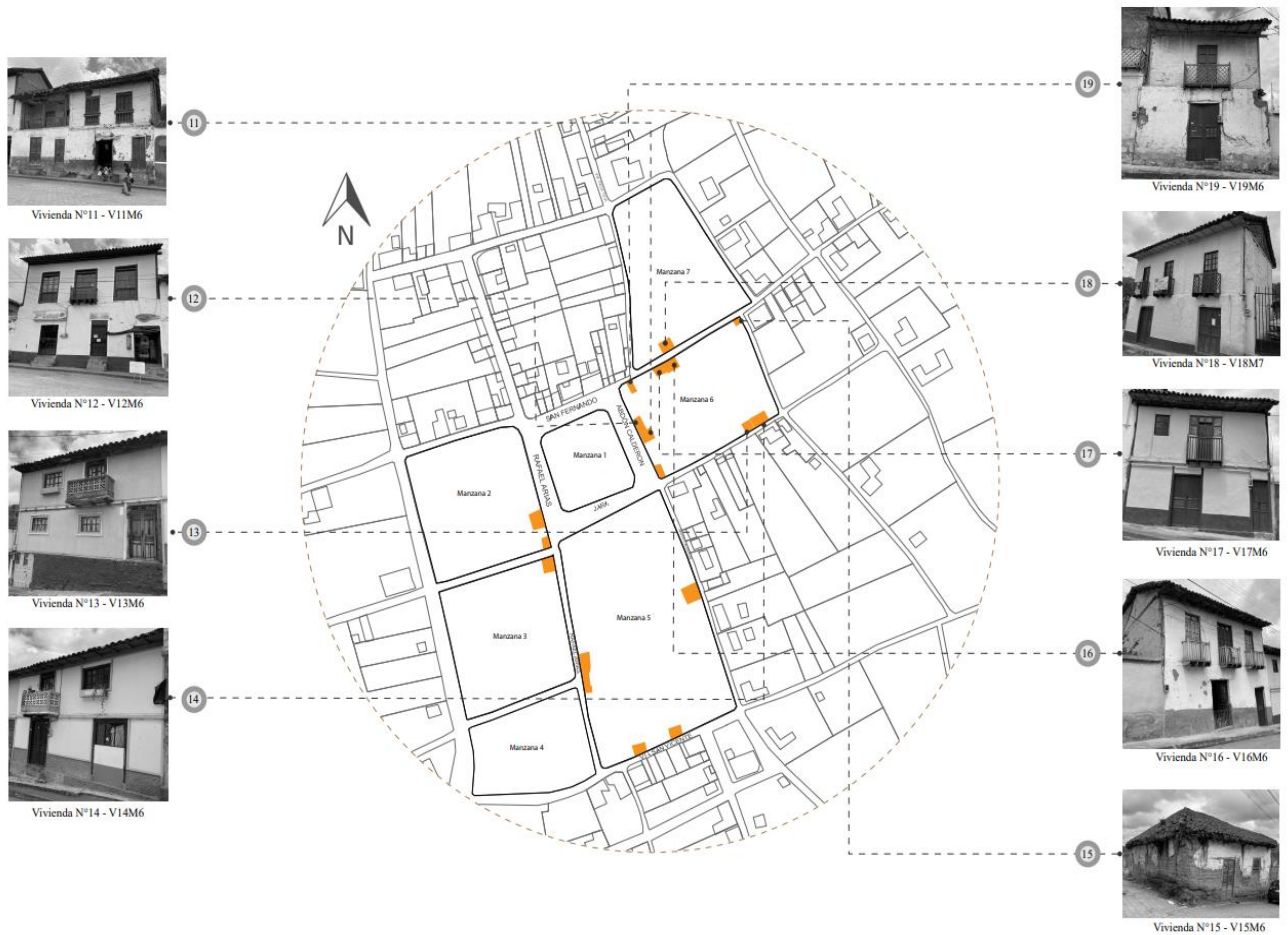 Vivienda N°11 - V11M6
11
Vivienda N°12 - V12M6
12
Vivienda N°13 - V13M6
13
Vivienda N°14 - V14M6
14
N
Manzana 7
Manzana 6
SAN FERNANDO
ABDON CALDERON
Manzana 1
RAFAEL ARIAS
JARA
Manzana 2
Manzana 3
Manzana 5
Manzana 4
SAN VICENTE
19
Vivienda N°19 - V19M6
18
Vivienda N°18 - V18M7
17
Vivienda N°17 - V17M6
16
Vivienda N°16 - V16M6
15
Vivienda N°15 - V15M6